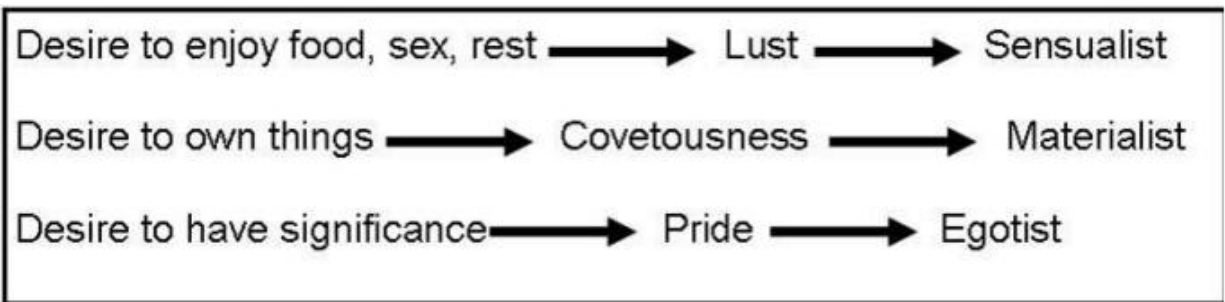 Desire to enjoy food, sex, rest → Lust → Sensualist
Desire to own things → Covetousness → Materialist
Desire to have significance → Pride → Egotist